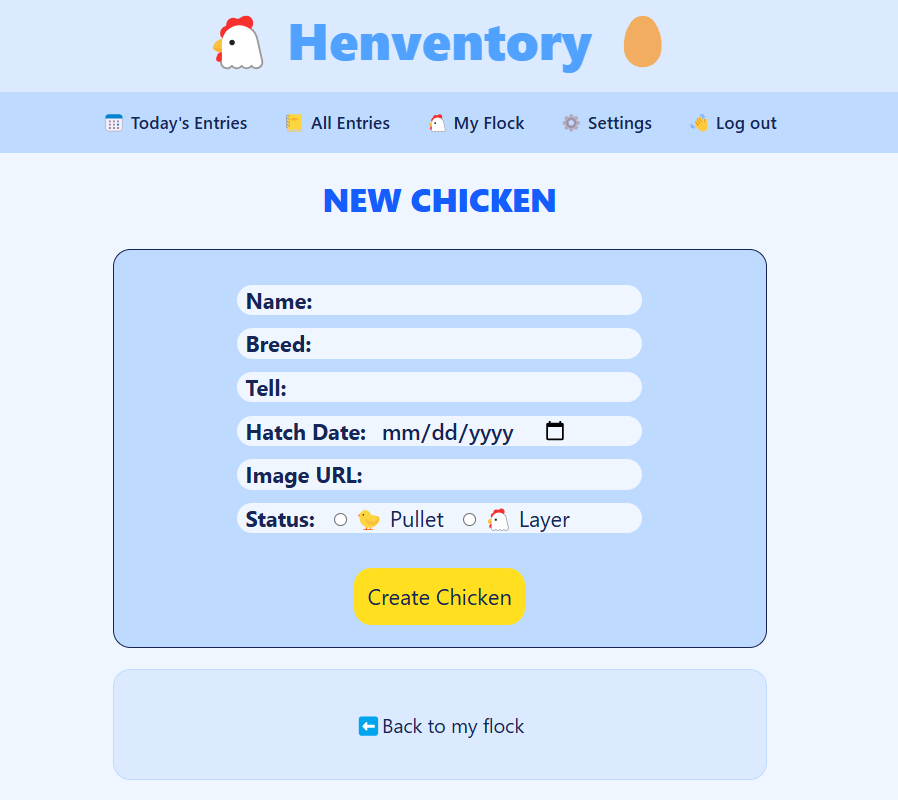 Henventory
Today's Entries All Entries My Flock Settings Log out
NEW CHICKEN
Name:
Breed:
Tell:
Hatch Date: mm/dd/yyyy
Image URL:
Status: Pullet Layer
Create Chicken
Back to my flock